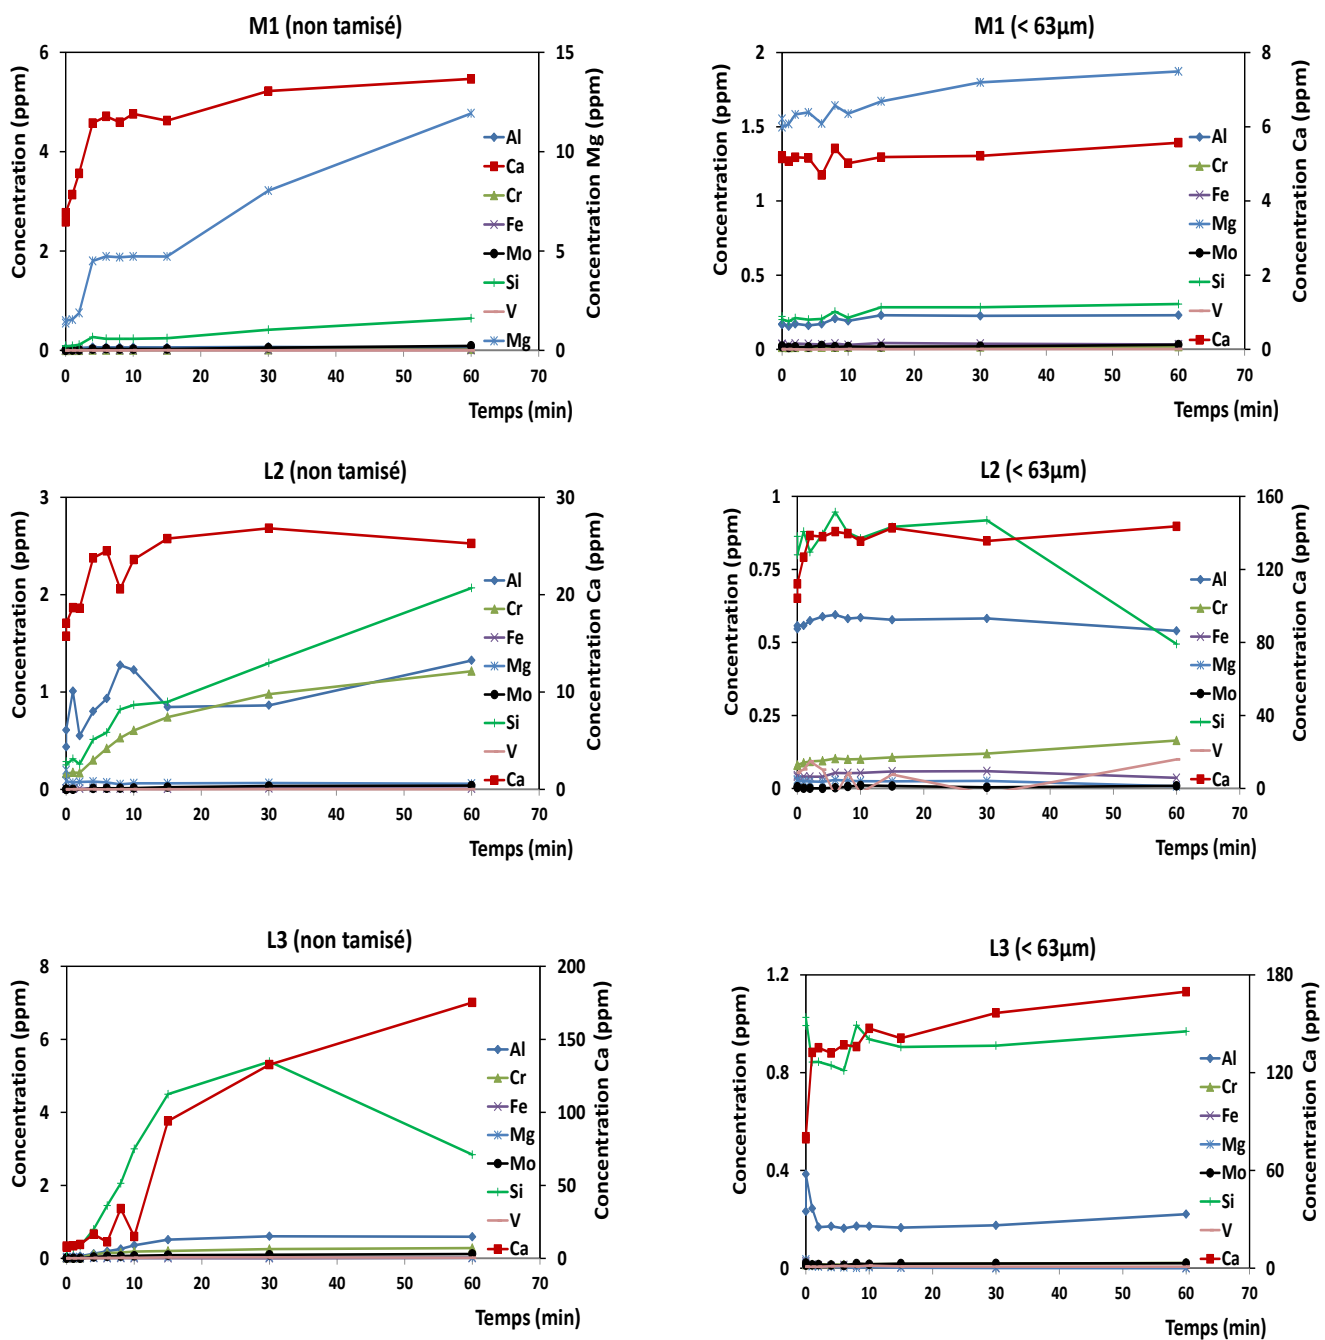 M1 (non tamisé)
Concentration (ppm)
6
4
2
0
15
10
5
0
Concentration Mg (ppm)
0 10 20 30 40 50 60 70
Temps (min)
Al
Ca
Cr
Fe
Mo
Si
V
Mg
M1 (< 63µm)
Concentration (ppm)
2
1.5
1
0.5
0
8
6
4
2
0
Concentration Ca (ppm)
0 10 20 30 40 50 60 70
Temps (min)
Al
Cr
Fe
Mg
Mo
Si
V
Ca
L2 (non tamisé)
Concentration (ppm)
3
2
1
0
30
20
10
0
Concentration Ca (ppm)
0 10 20 30 40 50 60 70
Temps (min)
Al
Cr
Fe
Mg
Mo
Si
V
Ca
L2 (< 63µm)
Concentration (ppm)
1
0.75
0.5
0.25
0
160
120
80
40
0
Concentration Ca (ppm)
0 10 20 30 40 50 60 70
Temps (min)
Al
Cr
Fe
Mg
Mo
Si
V
Ca
L3 (non tamisé)
Concentration (ppm)
8
6
4
2
0
200
150
100
50
0
Concentration Ca (ppm)
0 10 20 30 40 50 60 70
Temps (min)
Al
Cr
Fe
Mg
Mo
Si
V
Ca
L3 (< 63µm)
Concentration (ppm)
1.2
0.8
0.4
0
180
120
60
0
Concentration Ca (ppm)
0 10 20 30 40 50 60 70
Temps (min)
Al
Cr
Fe
Mg
Mo
Si
V
Ca